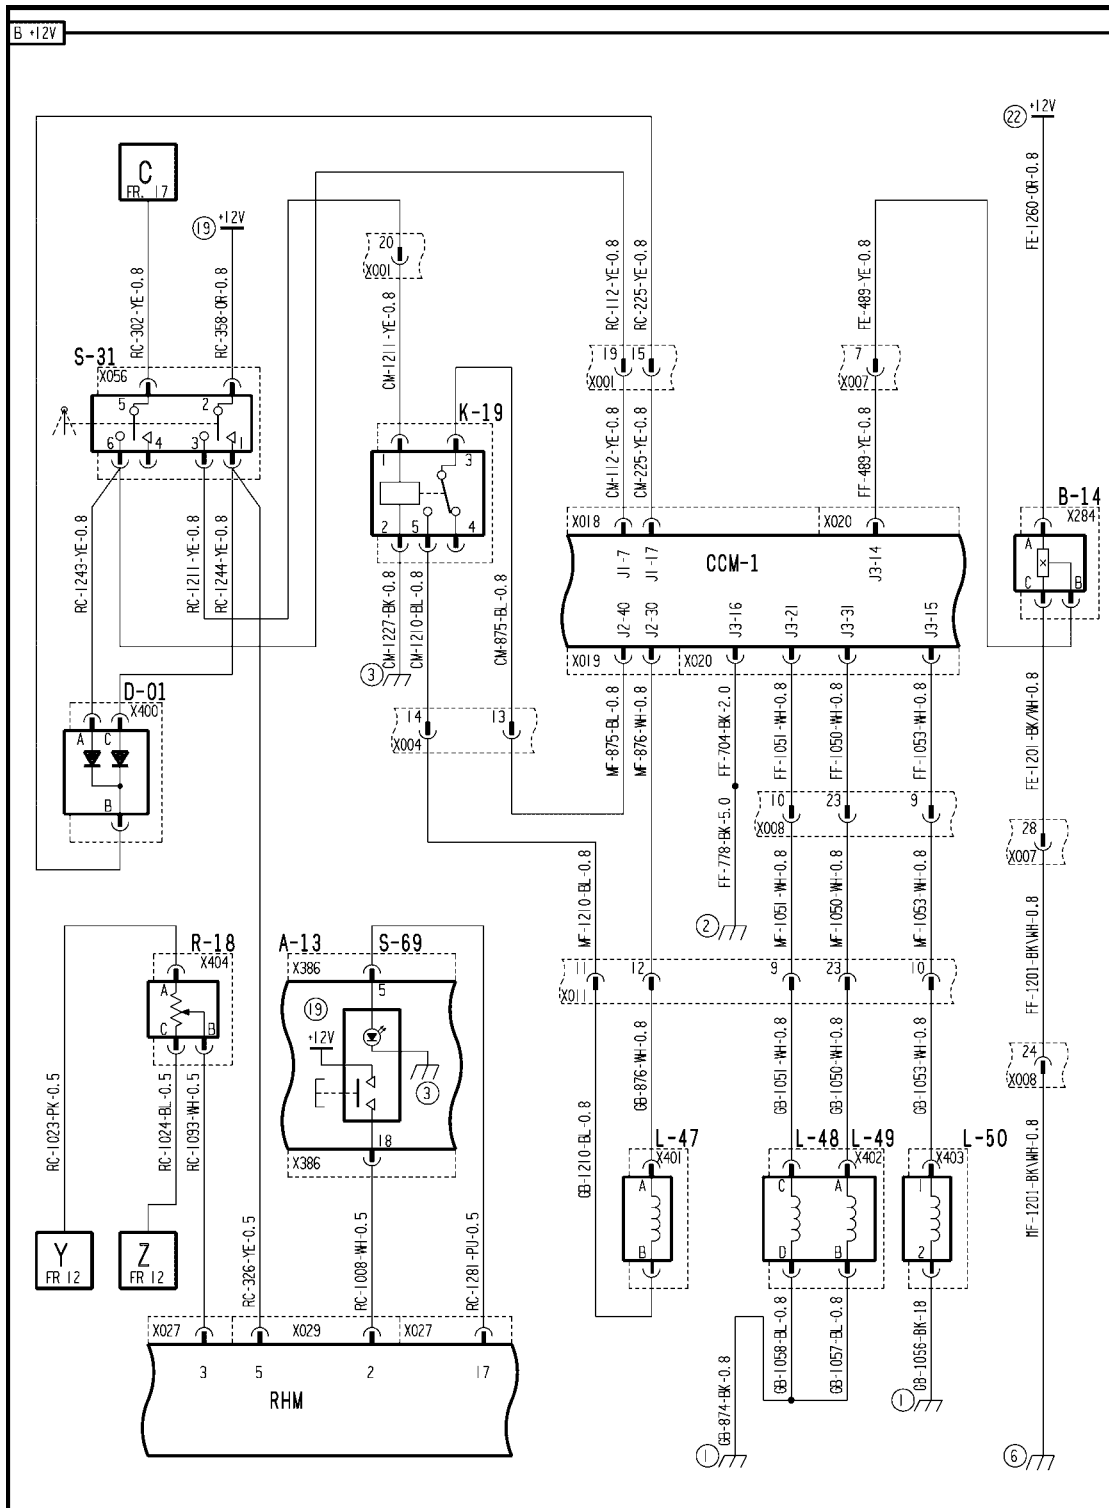 B +12V
22 +12V
C
FR. 17
19 +12V
20
X001
RC-302-YE-0.8
RC-358-OR-0.8
CM-1211-YE-0.8
RC-112-YE-0.8
RC-225-YE-0.8
FE-489-YE-0.8
FE-1260-OR-0.8
S-31
X056
5 2
6 4 3 1
19 15
X001
7
X007
K-19
1 3
2 5 4
CM-112-YE-0.8
CM-225-YE-0.8
FF-489-YE-0.8
B-14
X284
A
C B
X018 X020
J1-7 J1-17 J3-14
CCM-1
J2-40 J2-30 J3-16 J3-21 J3-31 J3-15
X019 X020
RC-1243-YE-0.8
RC-1211-YE-0.8
RC-1244-YE-0.8
CM-1227-BK-0.8
CM-1210-BL-0.8
CM-875-BL-0.8
3
D-01
X400
A C
B
14 13
X004
MF-875-BL-0.8
MF-876-WH-0.8
FF-704-BK-2.0
FF-1051-WH-0.8
FF-1050-WH-0.8
FF-1053-WH-0.8
FE-1201-BK/WH-0.8
10 23 9
X008
28
X007
FF-778-BK-5.0
2
MF-1210-BL-0.8
MF-1051-WH-0.8
MF-1050-WH-0.8
MF-1053-WH-0.8
FF-1201-BK\WH-0.8
R-18
X404
A
C B
A-13 S-69
X386
5
19
+12V
3
18
X386
11 12 9 23 10
X011
24
X008
RC-1023-PK-0.5
RC-1024-BL-0.5
RC-1093-WH-0.5
GB-1210-BL-0.8
GB-876-WH-0.8
GB-1051-WH-0.8
GB-1050-WH-0.8
GB-1053-WH-0.8
MF-1201-BK\WH-0.8
L-47
X401
A
B
L-48 L-49
X402
C A
D B
L-50
X403
1
2
Y
FR 12
Z
FR 12
RC-326-YE-0.5
RC-1008-WH-0.5
RC-1281-PU-0.5
GB-874-BK-0.8
GB-1058-BL-0.8
GB-1057-BL-0.8
GB-1056-BK-18
X027 X029 X027
3 5 2 17
RHM
1
1
6